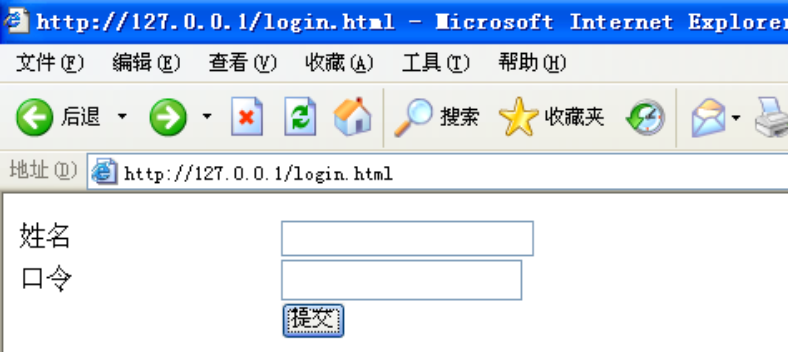 http://127.0.0.1/login.html - Microsoft Internet Explorer
文件(F) 编辑(E) 查看(V) 收藏(A) 工具(T) 帮助(H)
后退 搜索 收藏夹
地址(D) http://127.0.0.1/login.html
姓名
口令
提交